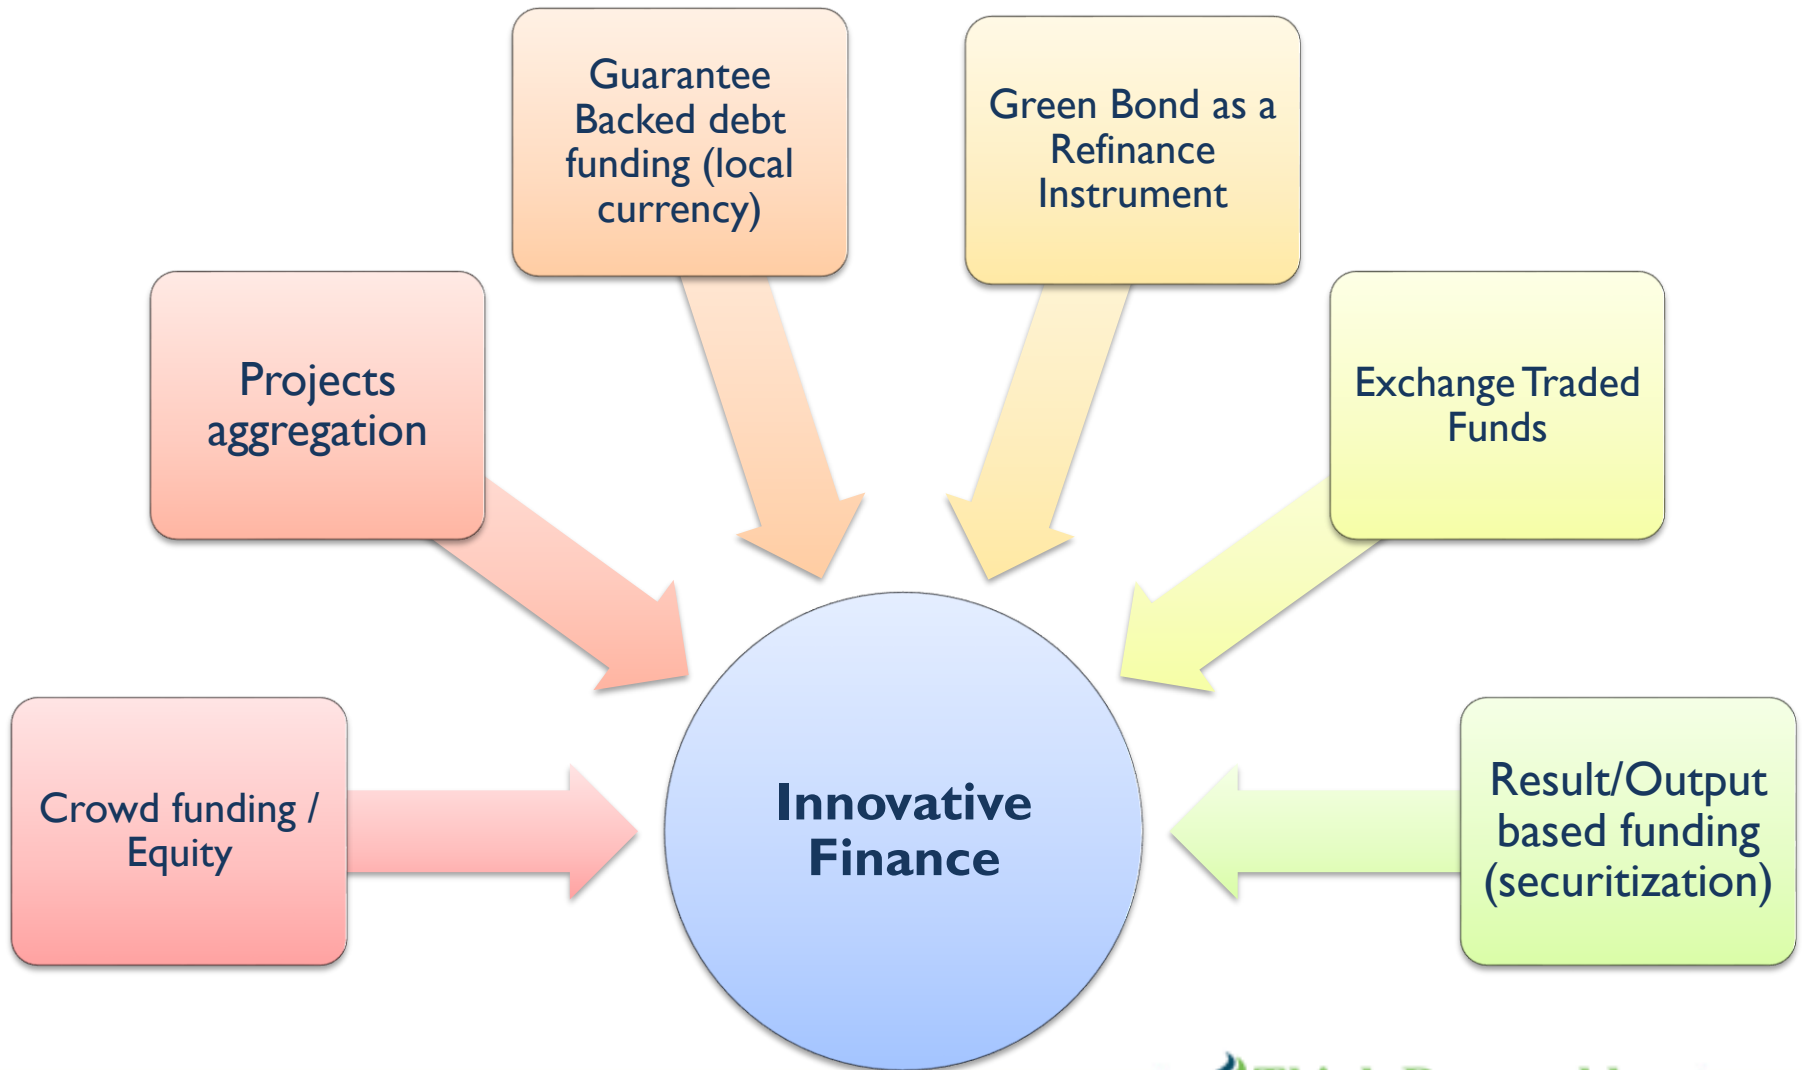 Guarantee
Backed debt
funding (local
currency)
Green Bond as a
Refinance
Instrument
Projects
aggregation
Exchange Traded
Funds
Crowd funding /
Equity
Innovative
Finance
Result/Output
based funding
(securitization)